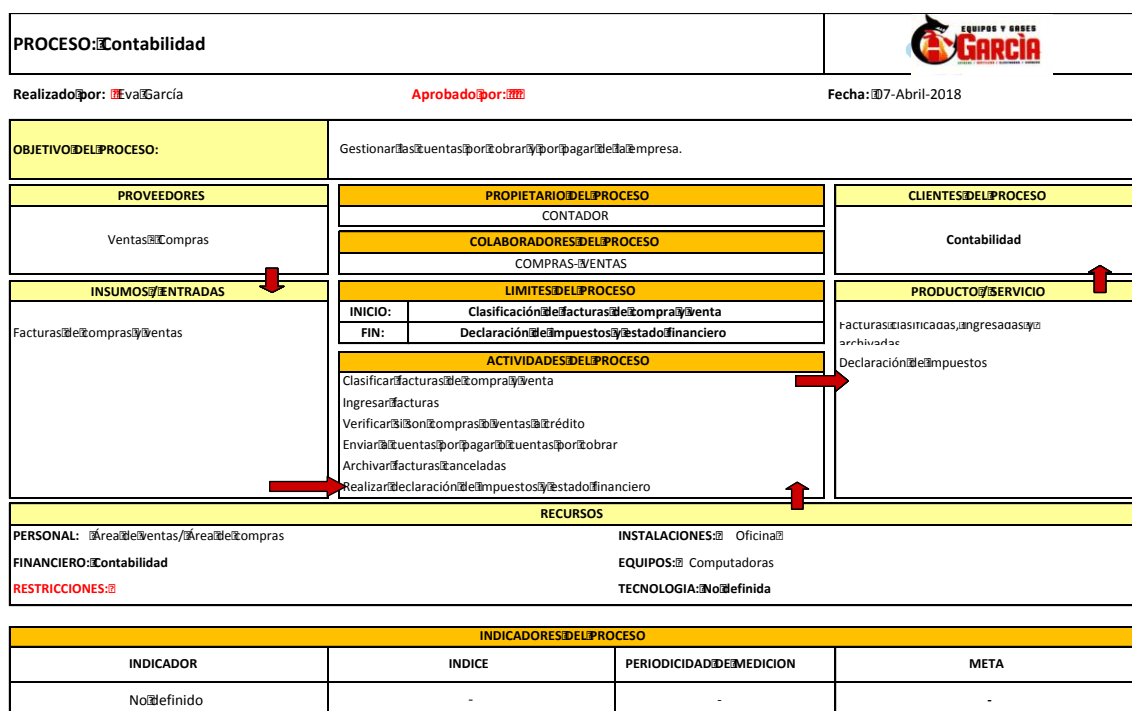 PROCESO: Contabilidad
EQUIPOS Y GASES
GARCÌA
Realizado por: Eva García
Aprobado por:
Fecha: 07-Abril-2018
OBJETIVO DEL PROCESO:
Gestionar las cuentas por cobrar y por pagar de la empresa.
PROVEEDORES
Ventas - Compras
PROPIETARIO DEL PROCESO
CONTADOR
COLABORADORES DEL PROCESO
COMPRAS- VENTAS
CLIENTES DEL PROCESO
Contabilidad
INSUMOS / ENTRADAS
Facturas de compras y ventas
LIMITES DEL PROCESO
INICIO: Clasificación de facturas de compra y venta
FIN: Declaración de impuestos y estado financiero
ACTIVIDADES DEL PROCESO
Clasificar facturas de compra y venta
Ingresar facturas
Verificar si son compras o ventas a crédito
Enviar a cuentas por pagar o cuentas por cobrar
Archivar facturas canceladas
Realizar declaración de impuestos y estado financiero
PRODUCTO / SERVICIO
Facturas clasificadas, ingresadas y
archivadas
Declaración de impuestos
RECURSOS
PERSONAL: Área de ventas/ Área de compras
INSTALACIONES: Oficina
FINANCIERO: Contabilidad
EQUIPOS: Computadoras
RESTRICCIONES:
TECNOLOGIA: No definida
INDICADORES DEL PROCESO
INDICADOR INDICE PERIODICIDAD DE MEDICION META
No definido - - -